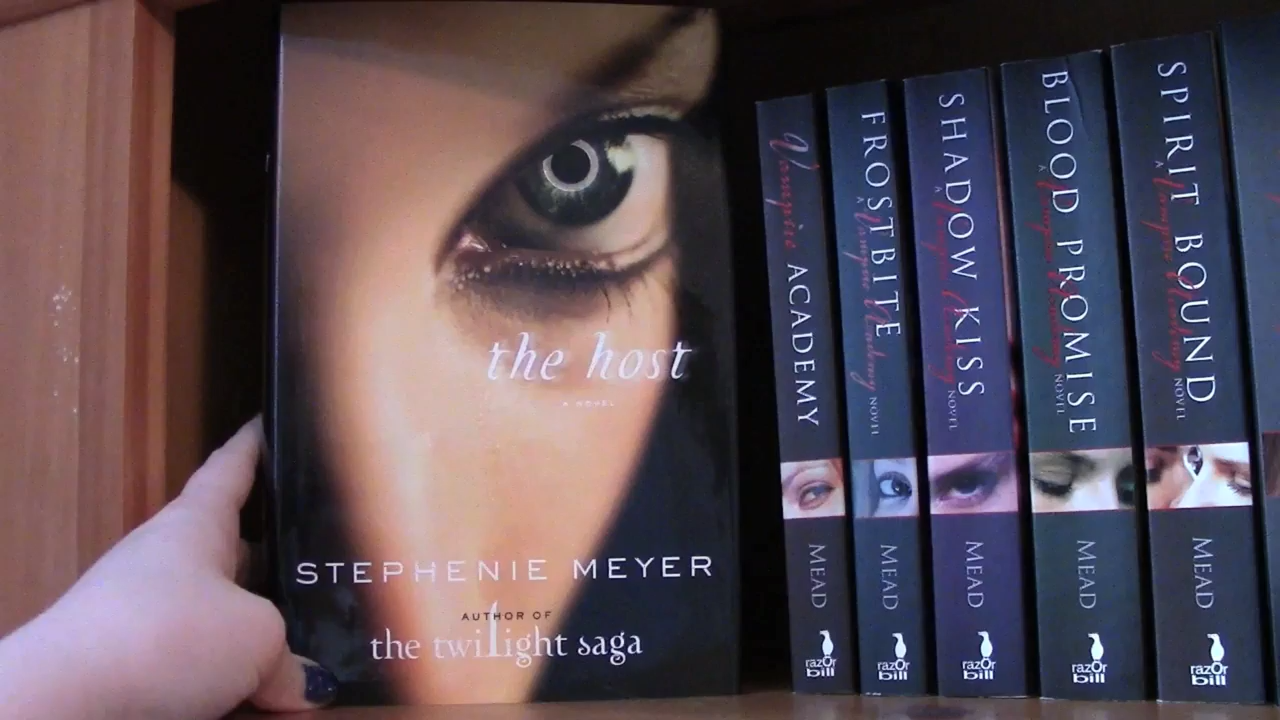 the host
A NOVEL
STEPHENIE MEYER
AUTHOR OF
the twilight saga
Vampire ACADEMY
MEAD
razOr
bill
FROSTBITE
A Vampire Academy NOVEL
MEAD
razOr
bill
SHADOW KISS
A Vampire Academy NOVEL
MEAD
razOr
bill
BLOOD PROMISE
A Vampire Academy NOVEL
MEAD
razOr
bill
SPIRIT BOUND
A Vampire Academy NOVEL
MEAD
razOr
bill